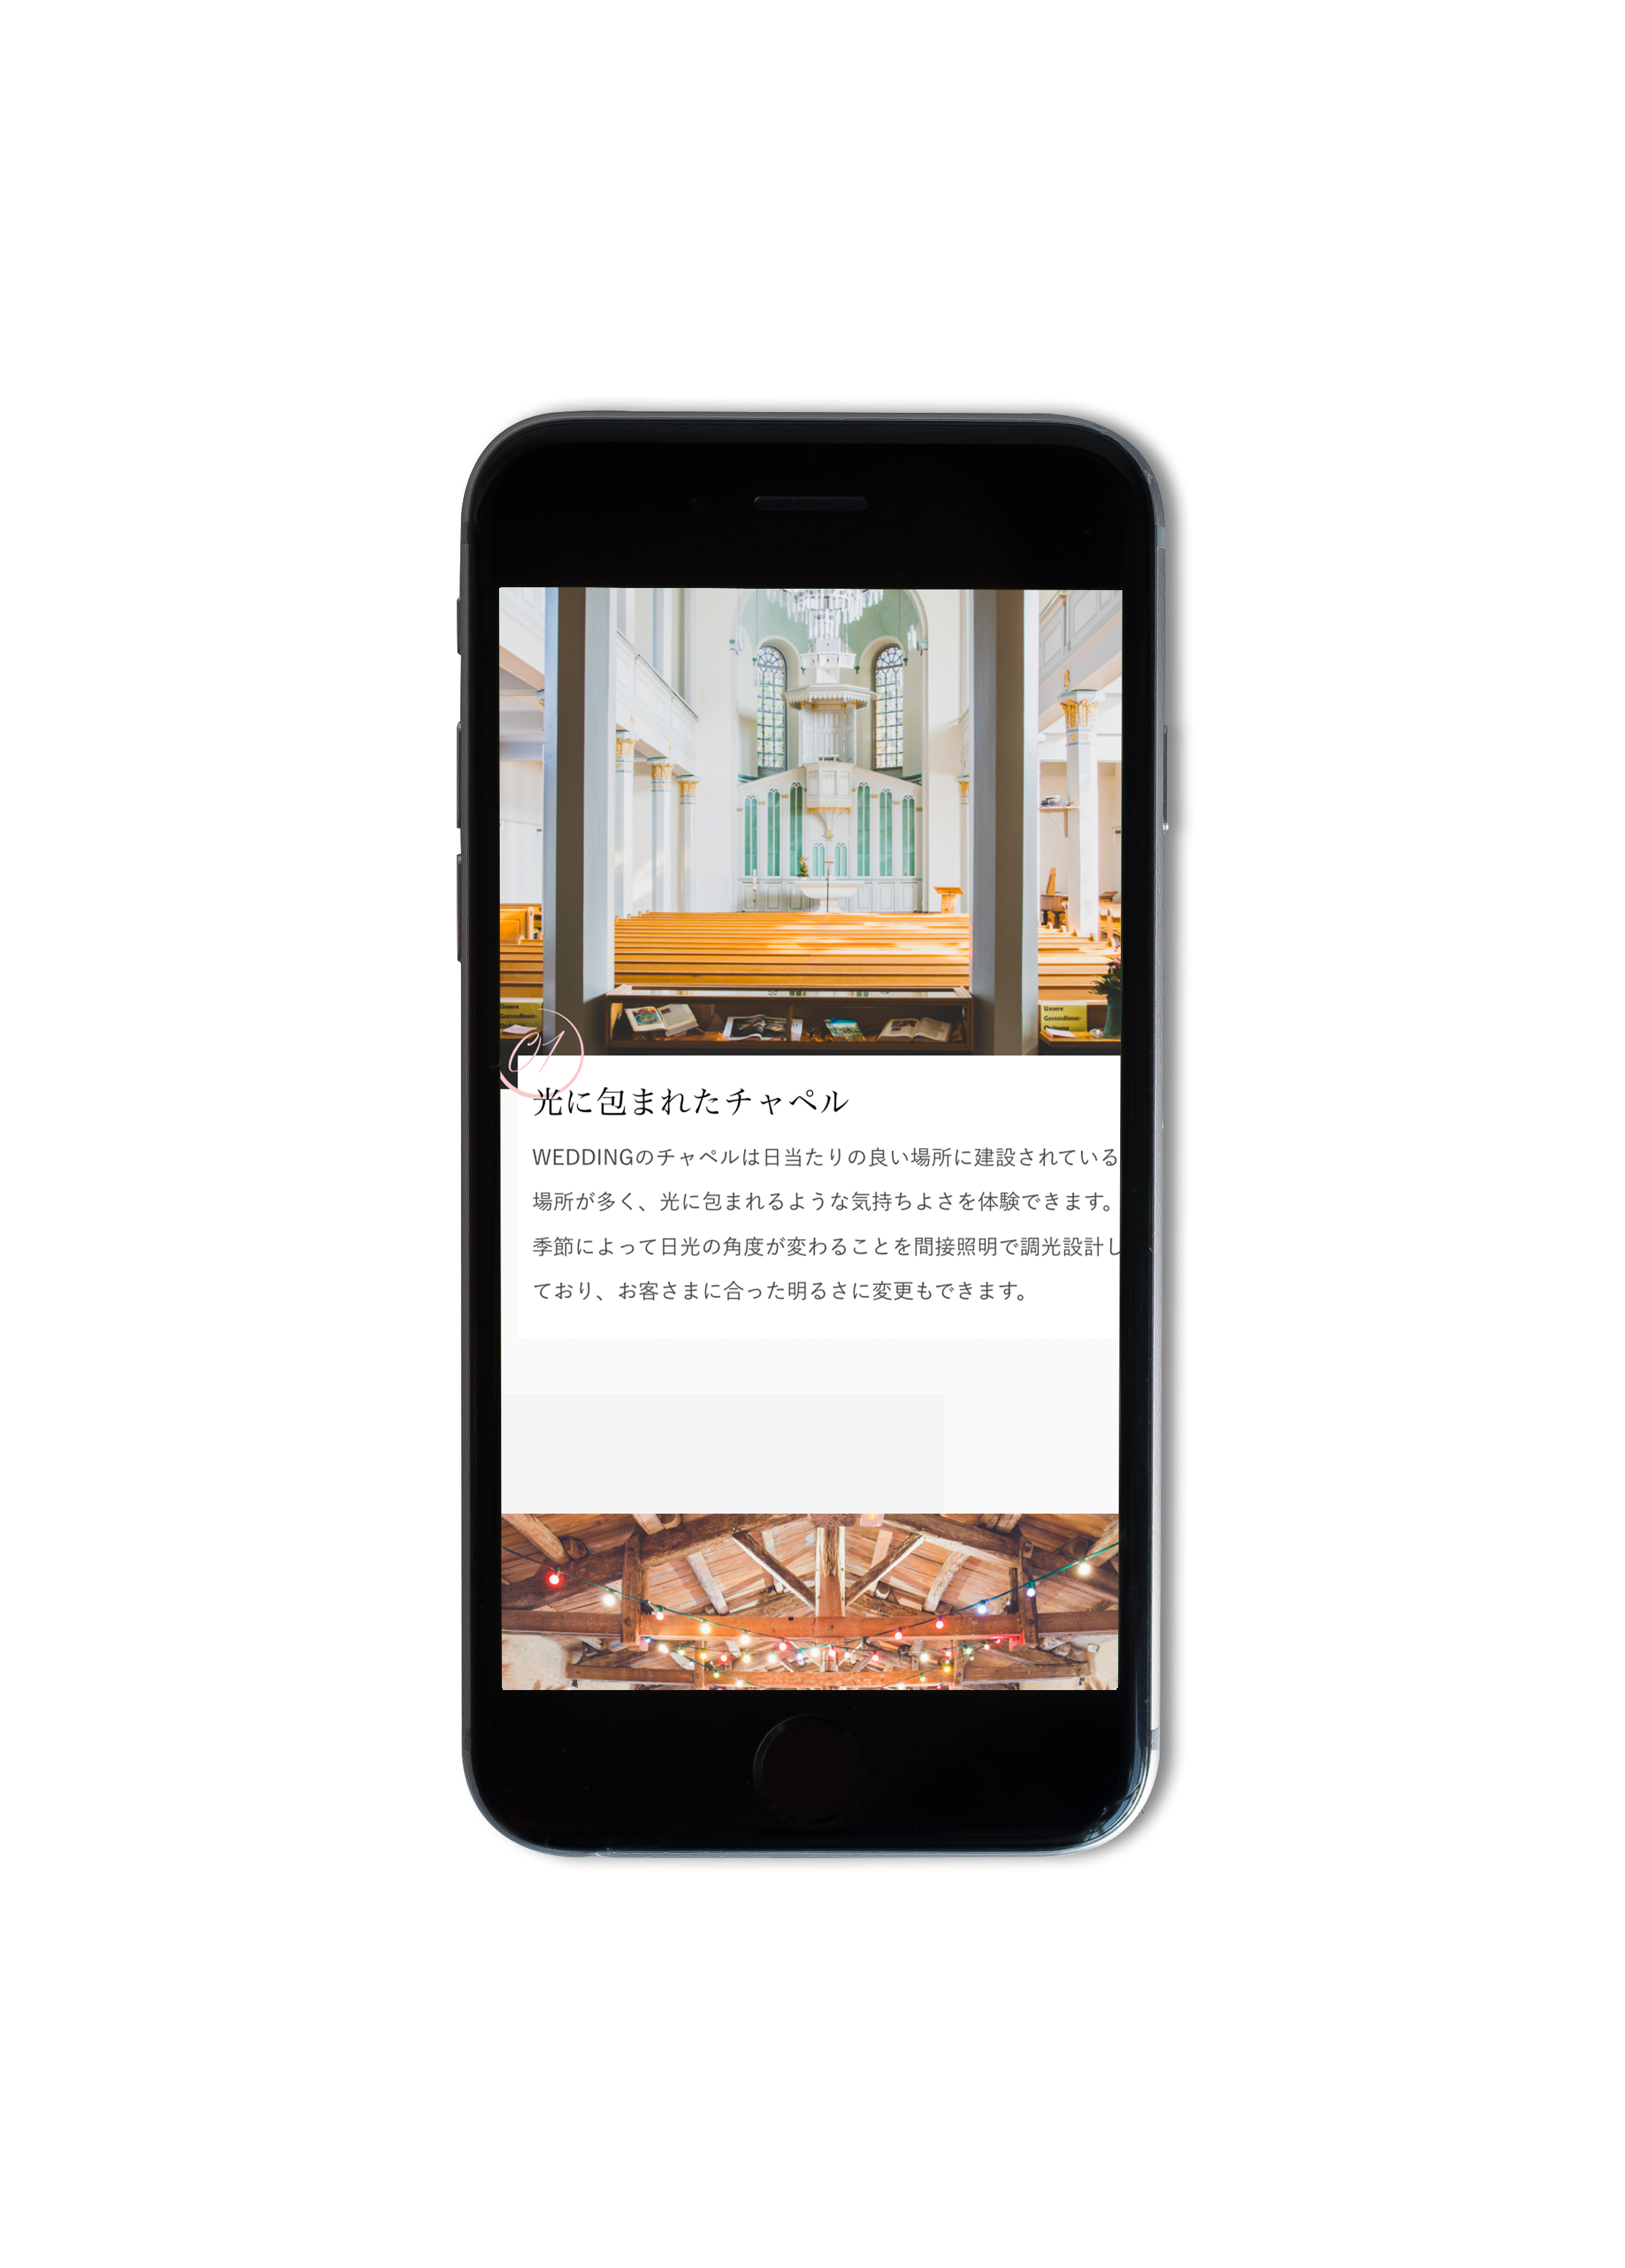 Unsere
Gottesdienst-
Unsere
Gottesdienst-
Ordnung
01
光に包まれたチャペル
WEDDINGのチャペルは日当たりの良い場所に建設されている
場所が多く、光に包まれるような気持ちよさを体験できます。
季節によって日光の角度が変わることを間接照明で調光設計し
ており、お客さまに合った明るさに変更もできます。